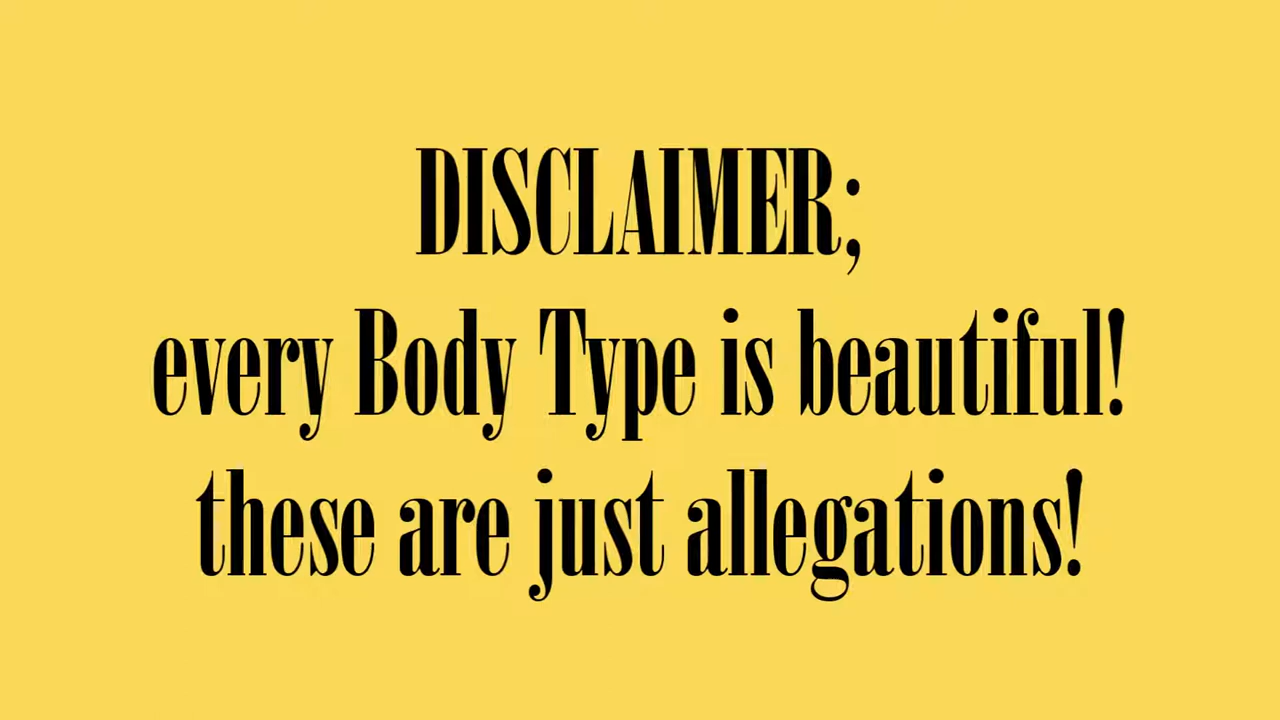 DISCLAIMER;
every Body Type is beautiful!
these are just allegations!